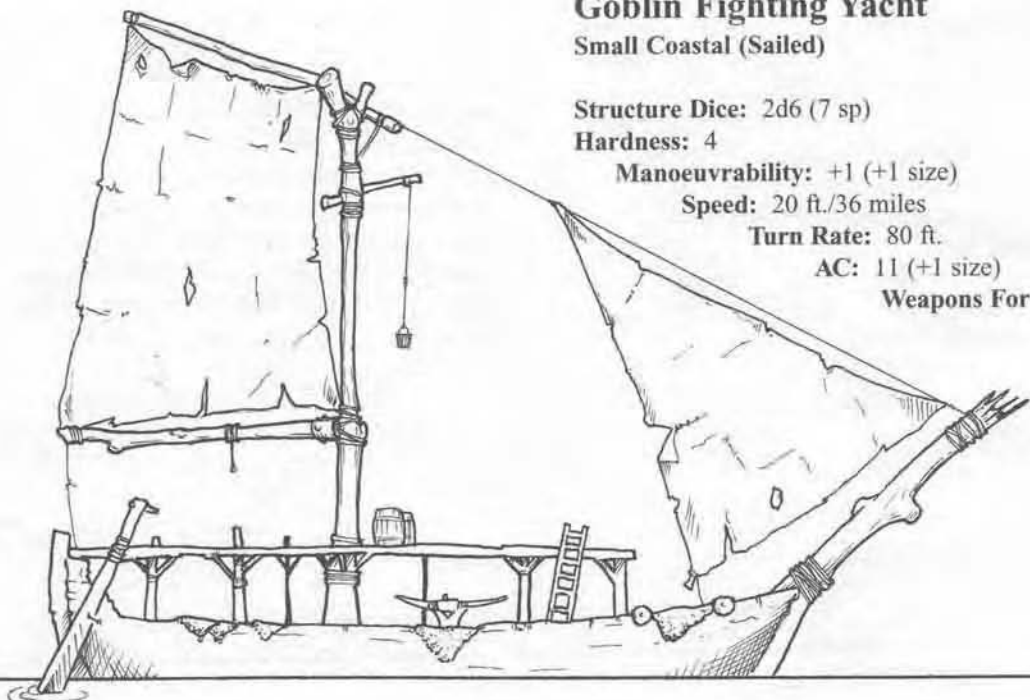 Goblin Fighting Yacht
Small Coastal (Sailed)
Structure Dice: 2d6 (7 sp)
Hardness: 4
Manoeuvrability: +1 (+1 size)
Speed: 20 ft./36 miles
Turn Rate: 80 ft.
AC: 11 (+1 size)
Weapons For